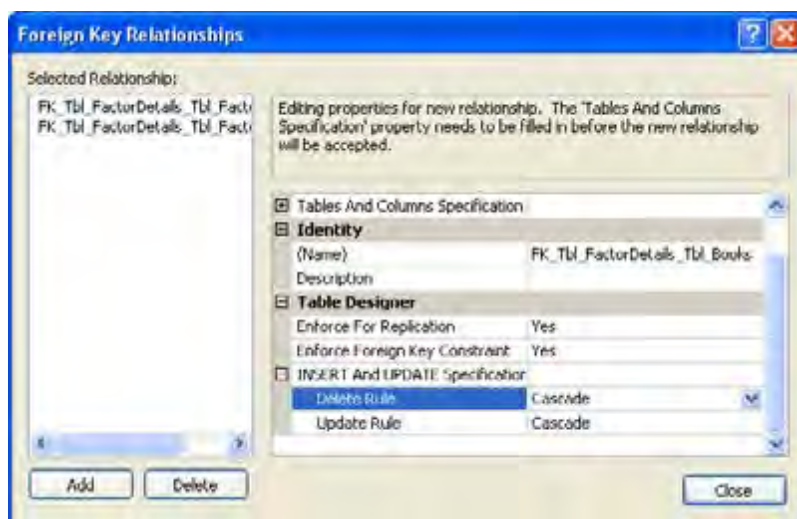 Foreign Key Relationships
Selected Relationship:
FK_Tbl_FactorDetails_Tbl_Fact
FK_Tbl_FactorDetails_Tbl_Fact
Editing properties for new relationship. The 'Tables And Columns
Specification' property needs to be filled in before the new relationship
will be accepted.
Tables And Columns Specification
Identity
(Name) FK_Tbl_FactorDetails_Tbl_Books
Description
Table Designer
Enforce For Replication Yes
Enforce Foreign Key Constraint Yes
INSERT And UPDATE Specification
Delete Rule Cascade
Update Rule Cascade
Add Delete Close